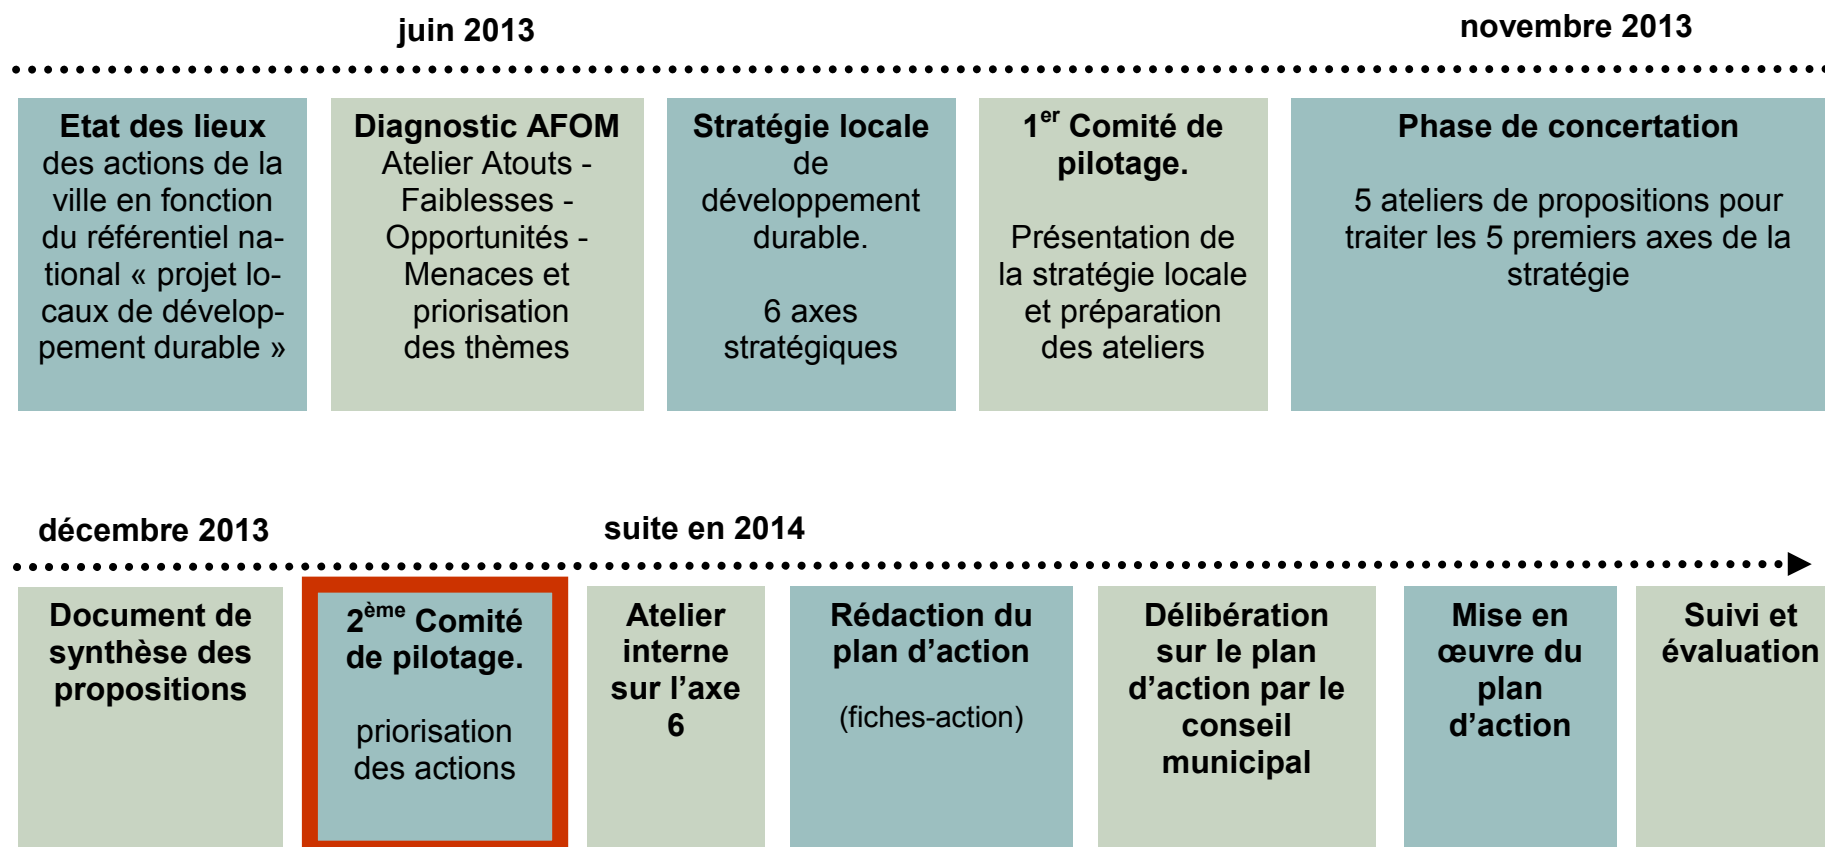 juin 2013
novembre 2013
Etat des lieux
des actions de la
ville en fonction
du référentiel na-
tional « projet lo-
caux de dévelop-
pement durable »
Diagnostic AFOM
Atelier Atouts -
Faiblesses -
Opportunités -
Menaces et
priorisation
des thèmes
Stratégie locale
de
développement
durable.
6 axes
stratégiques
1er Comité de
pilotage.
Présentation de
la stratégie locale
et préparation
des ateliers
Phase de concertation
5 ateliers de propositions pour
traiter les 5 premiers axes de la
stratégie
décembre 2013
suite en 2014
Document de
synthèse des
propositions
2ème Comité
de pilotage.
priorisation
des actions
Atelier
interne
sur l’axe
6
Rédaction du
plan d’action
(fiches-action)
Délibération
sur le plan
d’action par le
conseil
municipal
Mise en
œuvre du
plan
d’action
Suivi et
évaluation